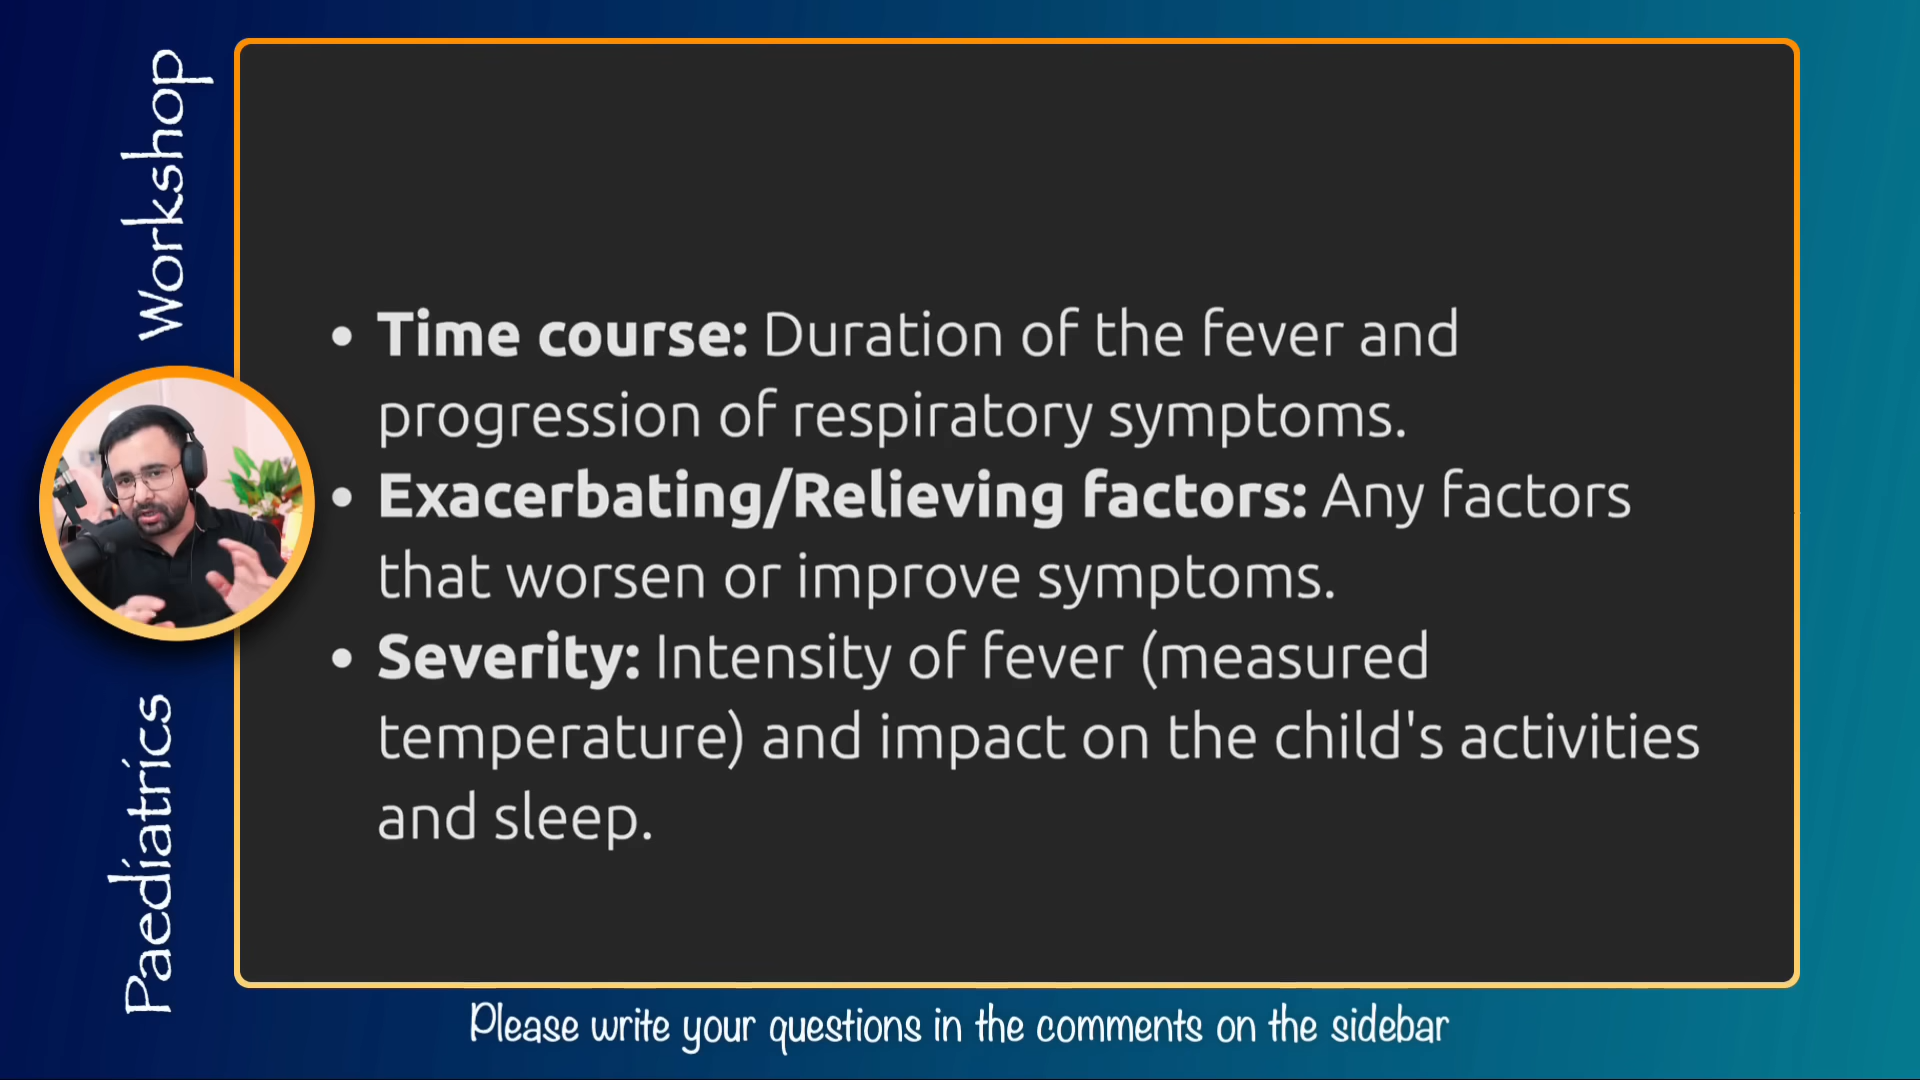 Paediatrics Workshop
• Time course: Duration of the fever and
progression of respiratory symptoms.
• Exacerbating/Relieving factors: Any factors
that worsen or improve symptoms.
• Severity: Intensity of fever (measured
temperature) and impact on the child's activities
and sleep.
Please write your questions in the comments on the sidebar